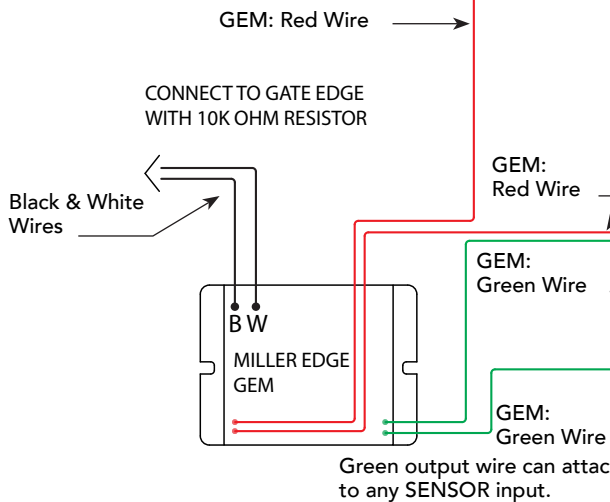 GEM: Red Wire
CONNECT TO GATE EDGE
WITH 10K OHM RESISTOR
GEM:
Red Wire
Black & White
Wires
GEM:
Green Wire
B W
MILLER EDGE
GEM
GEM:
Green Wire
Green output wire can attac
to any SENSOR input.